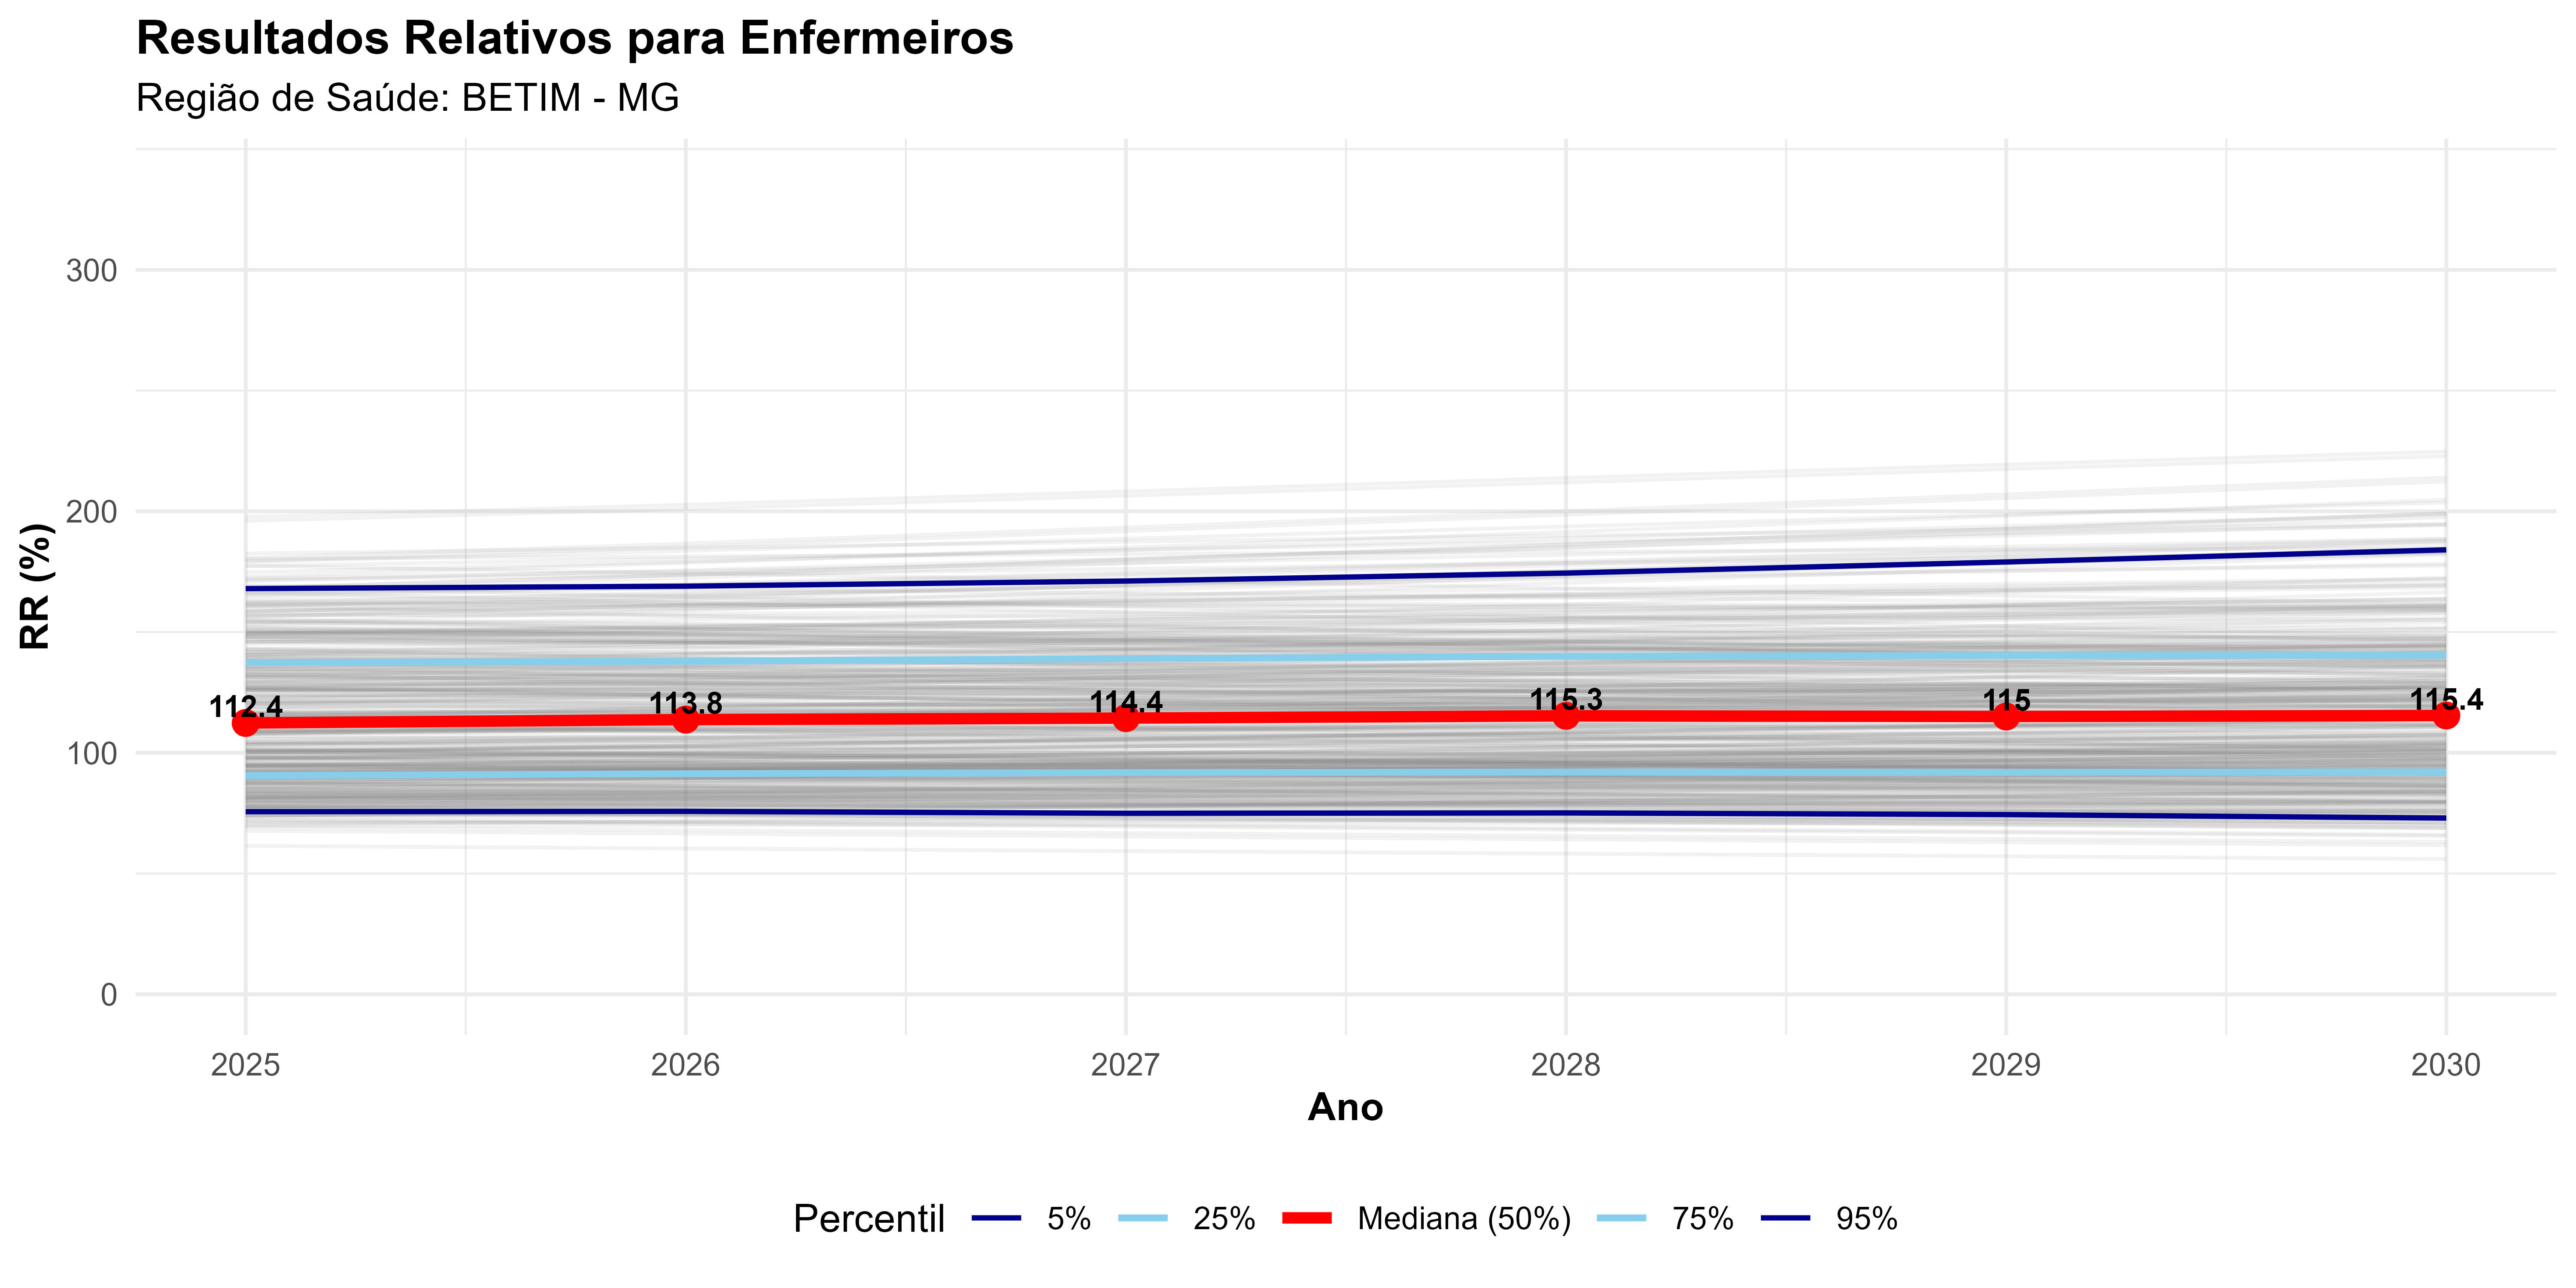 Resultados Relativos para Enfermeiros
Região de Saúde: BETIM - MG
RR (%)
300
200
100
0
112.4 113.8 114.4 115.3 115 115.4
2025 2026 2027 2028 2029 2030
Ano
Percentil 5% 25% Mediana (50%) 75% 95%